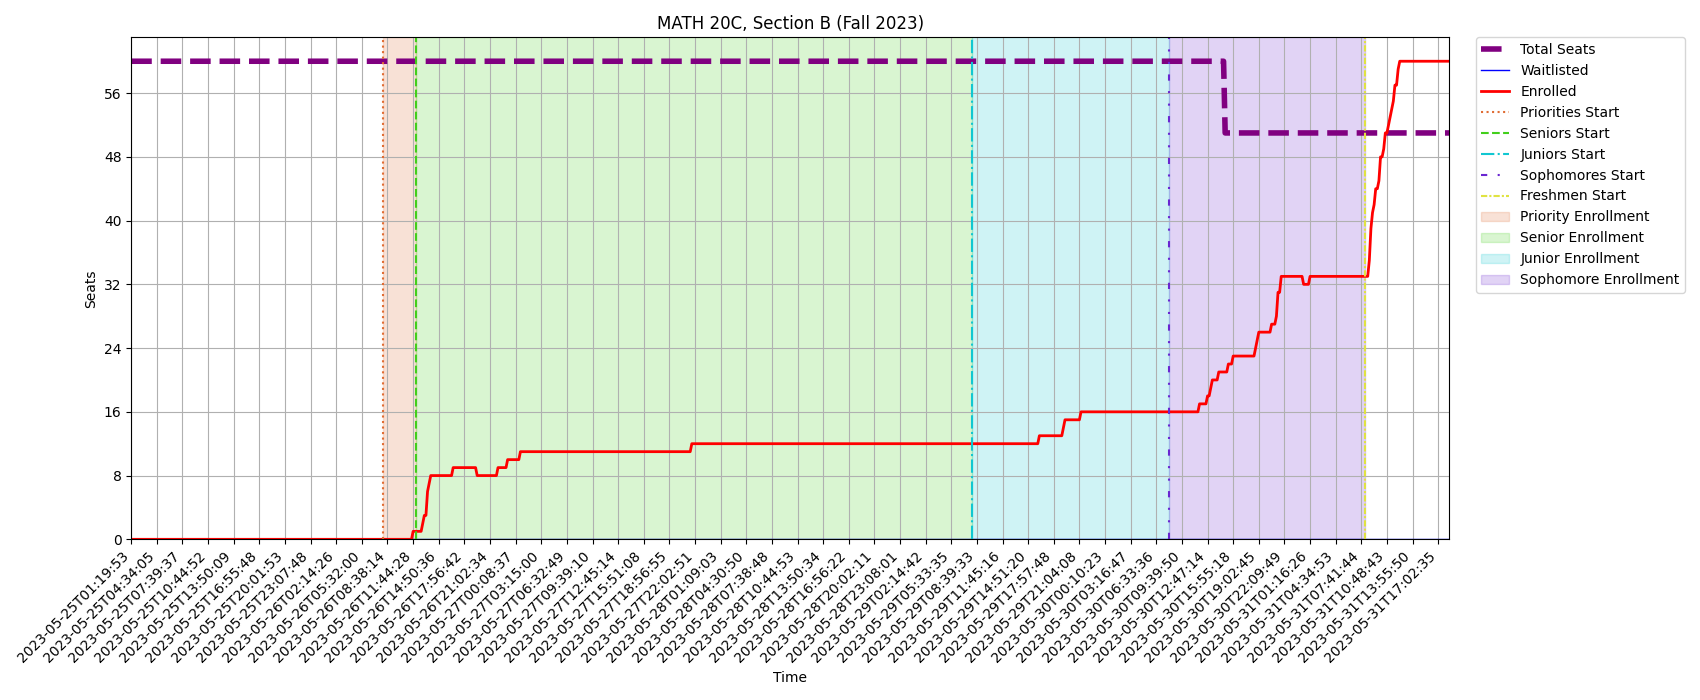 MATH 20C, Section B (Fall 2023)
Total Seats
Waitlisted
Enrolled
Priorities Start
Seniors Start
Juniors Start
Sophomores Start
Freshmen Start
Priority Enrollment
Senior Enrollment
Junior Enrollment
Sophomore Enrollment
Seats
56
48
40
32
24
16
8
0
2023-05-25T01:19:53
2023-05-25T04:34:05
2023-05-25T07:39:37
2023-05-25T10:44:52
2023-05-25T13:50:09
2023-05-25T16:55:48
2023-05-25T20:01:53
2023-05-25T23:07:48
2023-05-26T02:14:26
2023-05-26T05:32:00
2023-05-26T08:38:14
2023-05-26T11:44:28
2023-05-26T14:50:36
2023-05-26T17:56:42
2023-05-26T21:02:34
2023-05-27T00:08:37
2023-05-27T03:15:00
2023-05-27T06:32:49
2023-05-27T09:39:10
2023-05-27T12:45:14
2023-05-27T15:51:08
2023-05-27T18:56:55
2023-05-27T22:02:51
2023-05-28T01:09:03
2023-05-28T04:30:50
2023-05-28T07:38:48
2023-05-28T10:44:53
2023-05-28T13:50:34
2023-05-28T16:56:22
2023-05-28T20:02:11
2023-05-28T23:08:01
2023-05-29T02:14:42
2023-05-29T05:33:35
2023-05-29T08:39:33
2023-05-29T11:45:16
2023-05-29T14:51:20
2023-05-29T17:57:48
2023-05-29T21:04:08
2023-05-30T00:10:23
2023-05-30T03:16:47
2023-05-30T06:33:36
2023-05-30T09:39:50
2023-05-30T12:47:14
2023-05-30T15:55:18
2023-05-30T19:02:45
2023-05-30T22:09:49
2023-05-31T01:16:26
2023-05-31T04:34:53
2023-05-31T07:41:44
2023-05-31T10:48:43
2023-05-31T13:55:50
2023-05-31T17:02:35
Time